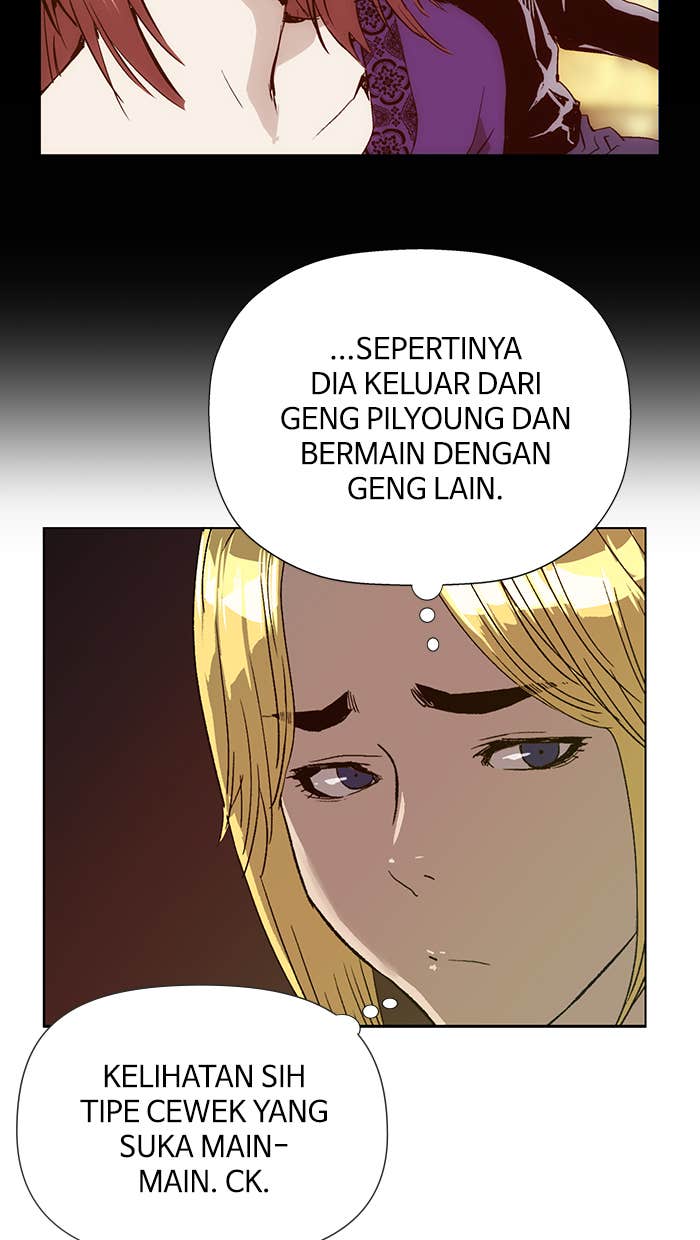 ...SEPERTINYA
DIA KELUAR DARI
GENG PILYOUNG DAN
BERMAIN DENGAN
GENG LAIN.
KELIHATAN SIH
TIPE CEWEK YANG
SUKA MAIN-
MAIN. CK.